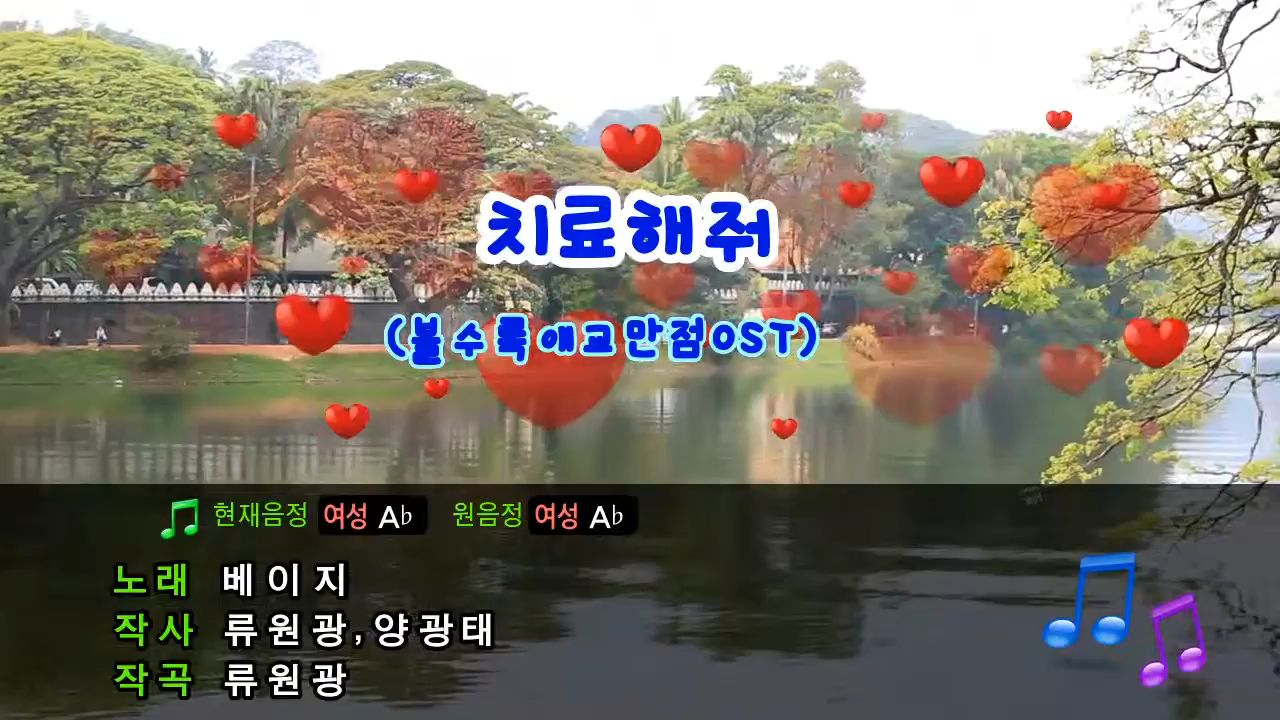 치료해줘
(볼수록애교만점OST)
현재음정 여성 A♭ 원음정 여성 A♭
노래 베이지
작사 류원광,양광태
작곡 류원광